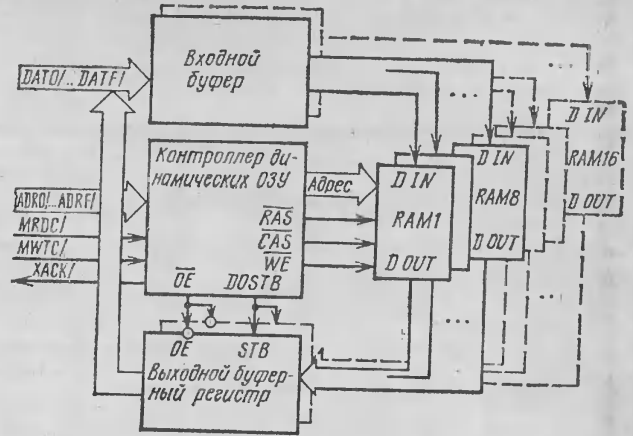 Входной
буфер
DAT0/...DATF/
D IN
RAM16
D OUT
D IN
RAM8
D OUT
D IN
RAM1
D OUT
Контроллер ди-
намических ОЗУ
Адрес
RAS
CAS
WE
OE DOSTB
ADR0/...ADRF/
MRDC/
MWTC/
XACK/
OE STB
Выходной буфер-
ный регистр